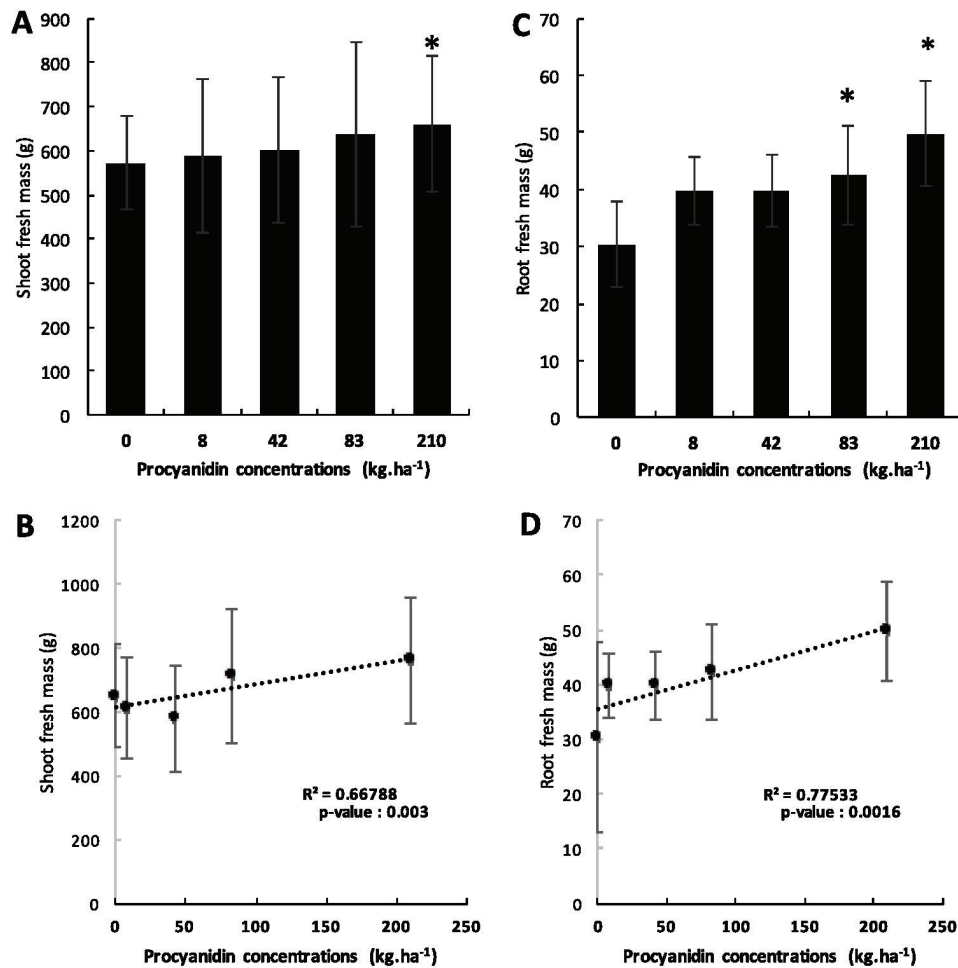 A
900
800
700
600
500
400
300
200
100
0
Shoot fresh mass (g)
*
0 8 42 83 210
Procyanidin concentrations (kg.ha⁻¹)
C
70
60
50
40
30
20
10
0
Root fresh mass (g)
* *
0 8 42 83 210
Procyanidin concentrations (kg.ha⁻¹)
B
1200
1000
800
600
400
200
0
Shoot fresh mass (g)
R² = 0.66788
p-value : 0.003
0 50 100 150 200 250
Procyanidin concentrations (kg.ha⁻¹)
D
70
60
50
40
30
20
10
0
Root fresh mass (g)
R² = 0.77533
p-value : 0.0016
0 50 100 150 200 250
Procyanidin concentrations (kg.ha⁻¹)